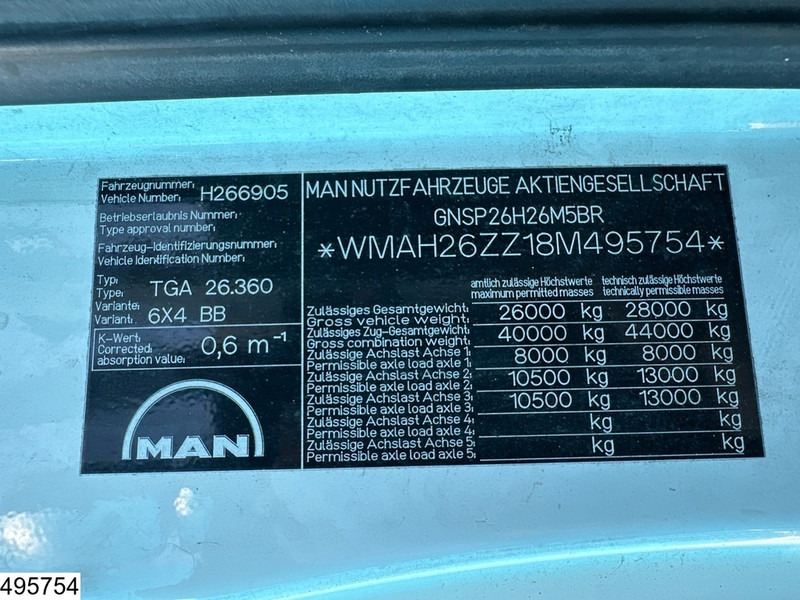 Fahrzeugnummer: H266905
Vehicle Number:
Betriebserlaubnis Nummer:
Type approval number:
Fahrzeug-Identifizierungsnummer:
Vehicle Identification Number:
Typ: TGA 26.360
Type:
Variante: 6X4 BB
Variant:
K-Wert: 0,6 m⁻¹
Corrected
absorption value:
MAN
MAN NUTZFAHRZEUGE AKTIENGESELLSCHAFT
GNSP26H26M5BR
*WMAH26ZZ18M495754*
amtlich zulässige Höchstwerte technisch zulässige Höchstwerte
maximum permitted masses technically permissible masses
Zulässiges Gesamtgewicht: 26000 kg 28000 kg
Gross vehicle weight:
Zulässiges Zug-Gesamtgewicht: 40000 kg 44000 kg
Gross combination weight:
Zulässige Achslast Achse 1: 8000 kg 8000 kg
Permissible axle load axle 1:
Zulässige Achslast Achse 2: 10500 kg 13000 kg
Permissible axle load axle 2:
Zulässige Achslast Achse 3: 10500 kg 13000 kg
Permissible axle load axle 3:
Zulässige Achslast Achse 4: kg kg
Permissible axle load axle 4:
Zulässige Achslast Achse 5: kg kg
Permissible axle load axle 5:
495754